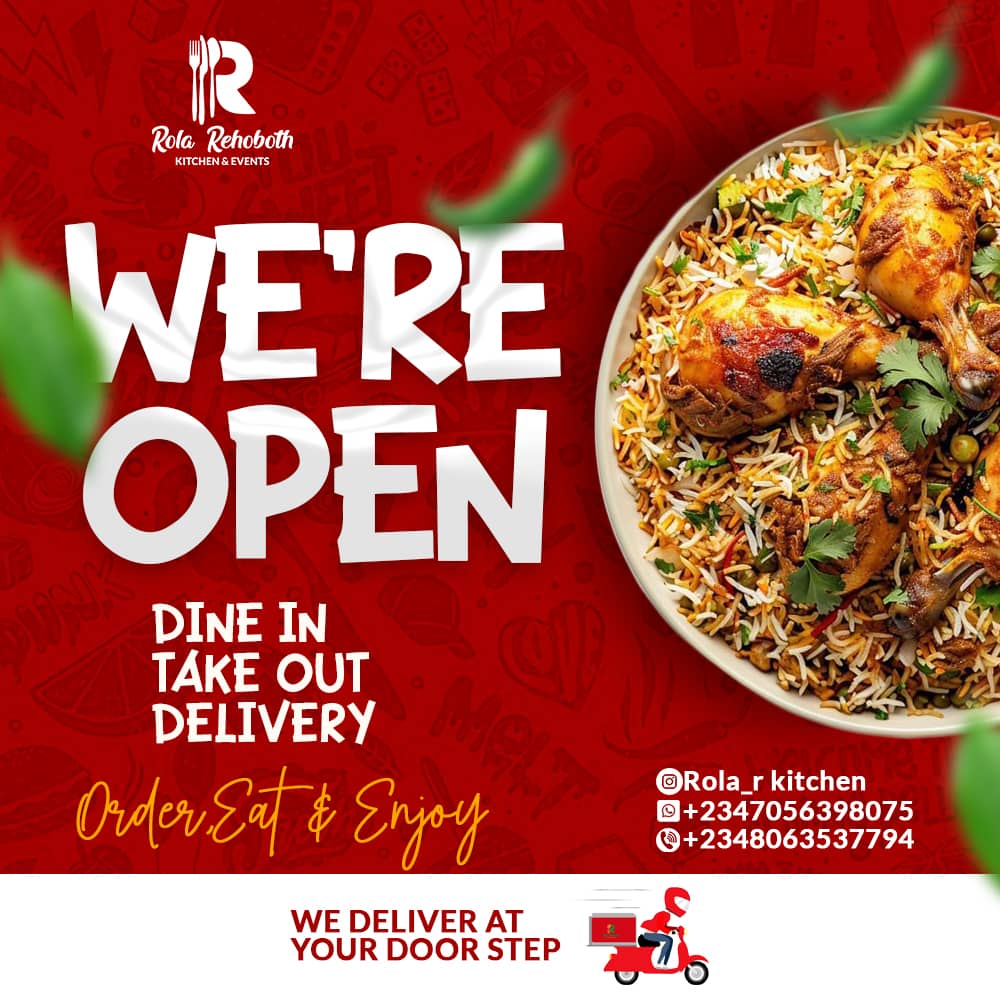 R
Rola Rehoboth
KITCHEN & EVENTS
WE'RE
OPEN
DINE IN
TAKE OUT
DELIVERY
Order,Eat & Enjoy
Rola_r kitchen
+2347056398075
+2348063537794
WE DELIVER AT
YOUR DOOR STEP